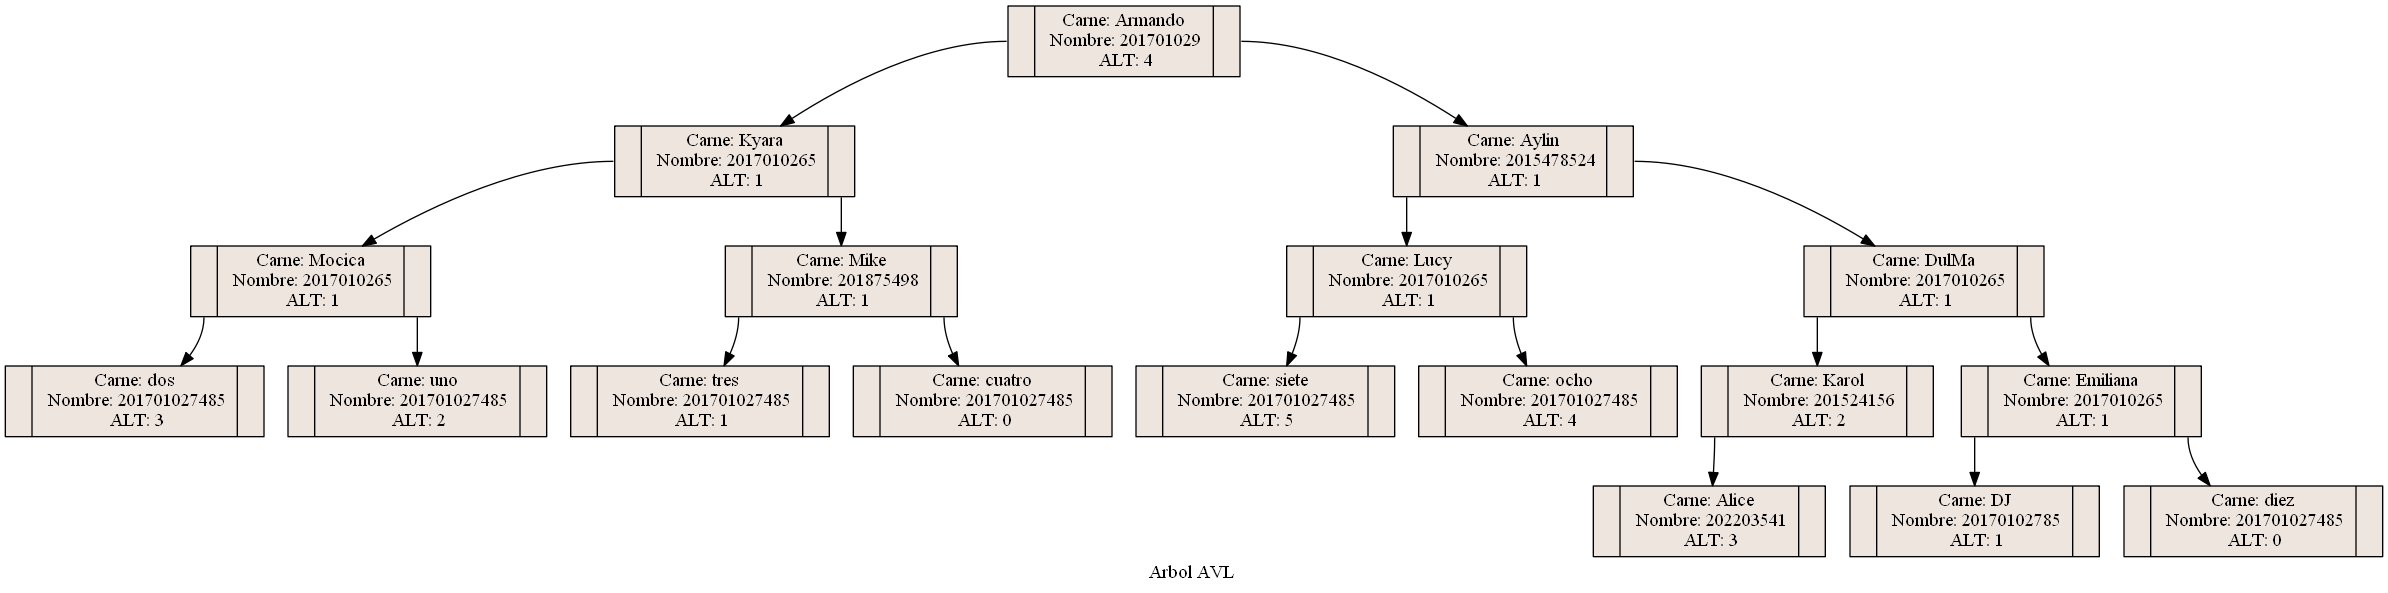 Carne: Armando
Nombre: 201701029
ALT: 4
Carne: Kyara
Nombre: 2017010265
ALT: 1
Carne: Aylin
Nombre: 2015478524
ALT: 1
Carne: Mocica
Nombre: 2017010265
ALT: 1
Carne: Mike
Nombre: 201875498
ALT: 1
Carne: Lucy
Nombre: 2017010265
ALT: 1
Carne: DulMa
Nombre: 2017010265
ALT: 1
Carne: dos
Nombre: 201701027485
ALT: 3
Carne: uno
Nombre: 201701027485
ALT: 2
Carne: tres
Nombre: 201701027485
ALT: 1
Carne: cuatro
Nombre: 201701027485
ALT: 0
Carne: siete
Nombre: 201701027485
ALT: 5
Carne: ocho
Nombre: 201701027485
ALT: 4
Carne: Karol
Nombre: 201524156
ALT: 2
Carne: Emiliana
Nombre: 2017010265
ALT: 1
Carne: Alice
Nombre: 202203541
ALT: 3
Carne: DJ
Nombre: 20170102785
ALT: 1
Carne: diez
Nombre: 201701027485
ALT: 0
Arbol AVL